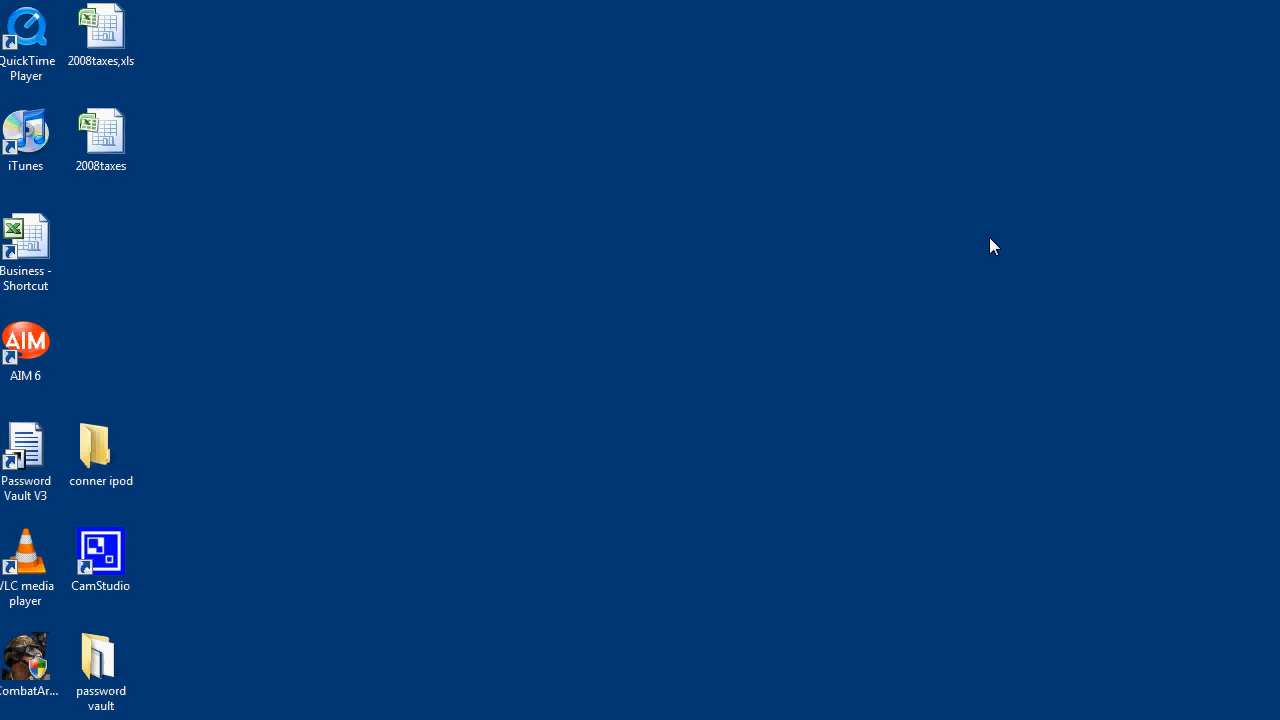 QuickTime
Player
2008taxes,xls
iTunes
2008taxes
Business -
Shortcut
AIM
AIM 6
Password
Vault V3
conner ipod
VLC media
player
CamStudio
CombatAr...
password
vault